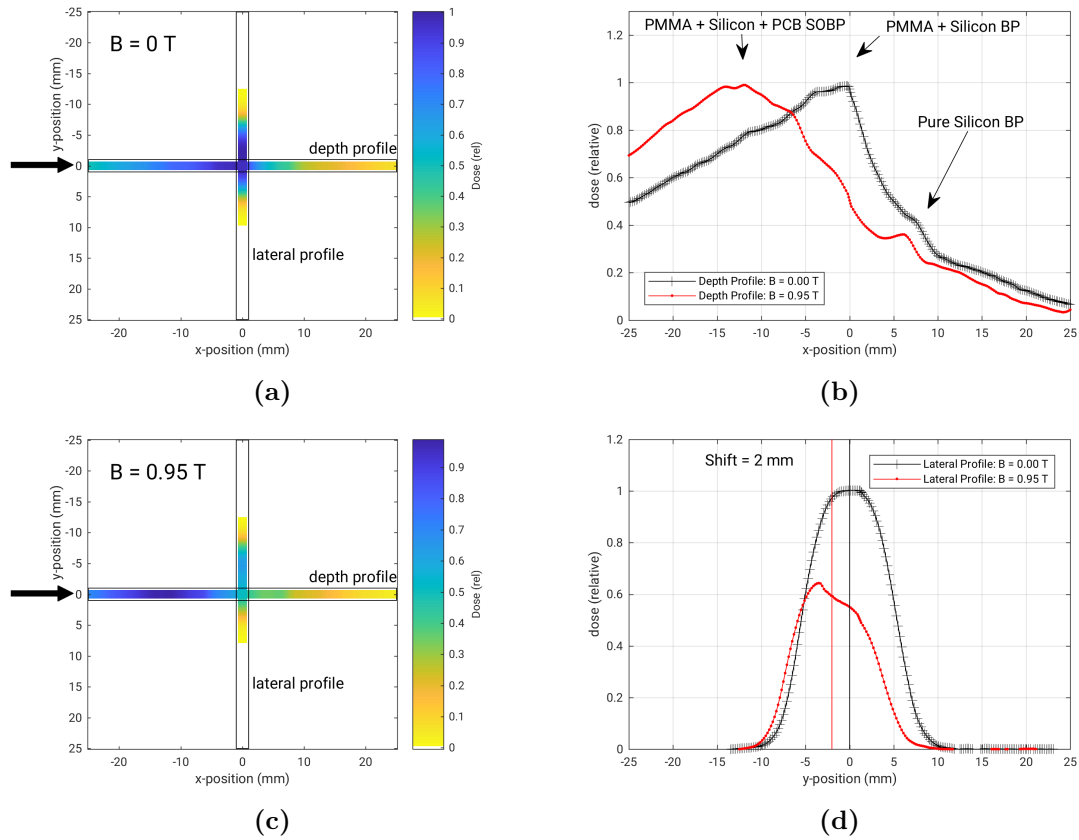 B = 0 T
y-position (mm)
-25
-20
-15
-10
-5
0
5
10
15
20
25
depth profile
lateral profile
-20 -10 0 10 20
x-position (mm)
1
0.9
0.8
0.7
0.6
0.5
0.4
0.3
0.2
0.1
0
Dose (rel)
(a)
PMMA + Silicon + PCB SOBP
PMMA + Silicon BP
Pure Silicon BP
dose (relative)
1.2
1
0.8
0.6
0.4
0.2
0
Depth Profile: B = 0.00 T
Depth Profile: B = 0.95 T
-25 -20 -15 -10 -5 0 5 10 15 20 25
x-position (mm)
(b)
B = 0.95 T
y-position (mm)
-25
-20
-15
-10
-5
0
5
10
15
20
25
depth profile
lateral profile
-20 -10 0 10 20
x-position (mm)
0.9
0.8
0.7
0.6
0.5
0.4
0.3
0.2
0.1
0
Dose (rel)
(c)
Shift = 2 mm
Lateral Profile: B = 0.00 T
Lateral Profile: B = 0.95 T
dose (relative)
1.2
1
0.8
0.6
0.4
0.2
0
-25 -20 -15 -10 -5 0 5 10 15 20 25
y-position (mm)
(d)